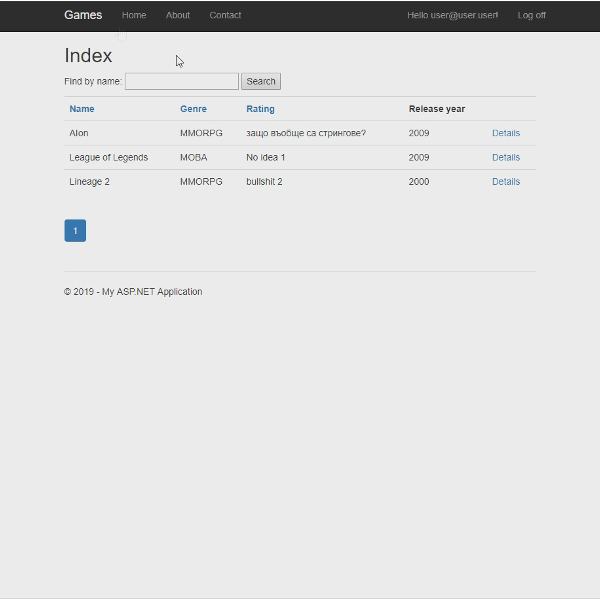 Games Home About Contact Hello user@user.user! Log off
Index
Find by name: Search
Name Genre Rating Release year
Alon MMORPG защо въобще са стрингове? 2009 Details
League of Legends MOBA No idea 1 2009 Details
Lineage 2 MMORPG bullshit 2 2000 Details
1
© 2019 - My ASP.NET Application